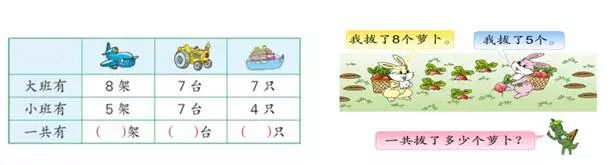 大班有 8架 7台 7只
小班有 5架 7台 4只
一共有 ( )架 ( )台 ( )只
我拔了8个萝卜。
我拔了5个。
一共拔了多少个萝卜?